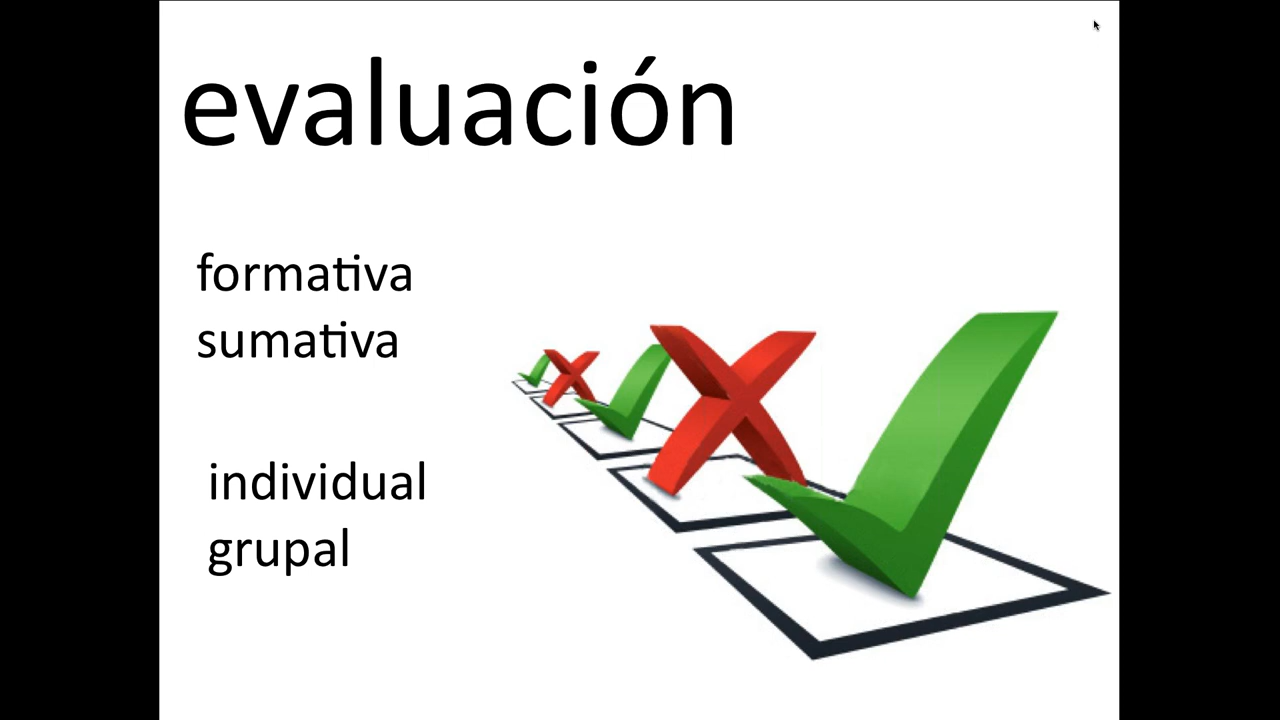 evaluación
formativa
sumativa
individual
grupal